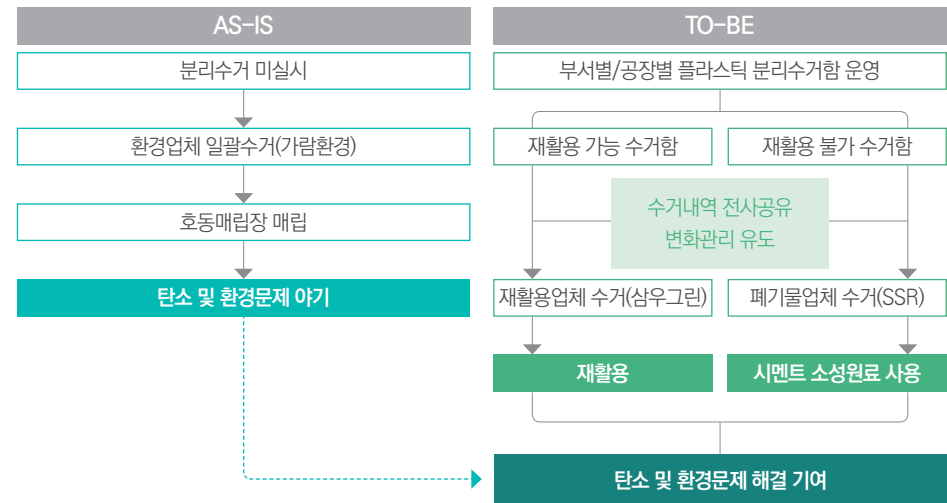 AS-IS
분리수거 미실시
환경업체 일괄수거(가람환경)
호동매립장 매립
탄소 및 환경문제 야기
TO-BE
부서별/공장별 플라스틱 분리수거함 운영
재활용 가능 수거함
재활용 불가 수거함
수거내역 전사공유
변화관리 유도
재활용업체 수거(삼우그린)
폐기물업체 수거(SSR)
재활용
시멘트 소성원료 사용
탄소 및 환경문제 해결 기여